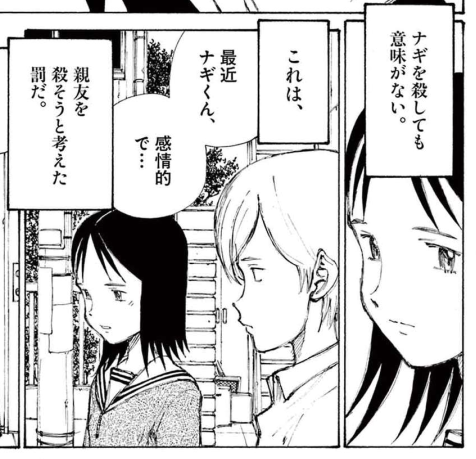 ナギを殺しても
意味がない。
これは、
最近
ナギくん、
感情的
で…
親友を
殺そうと考えた
罰だ。